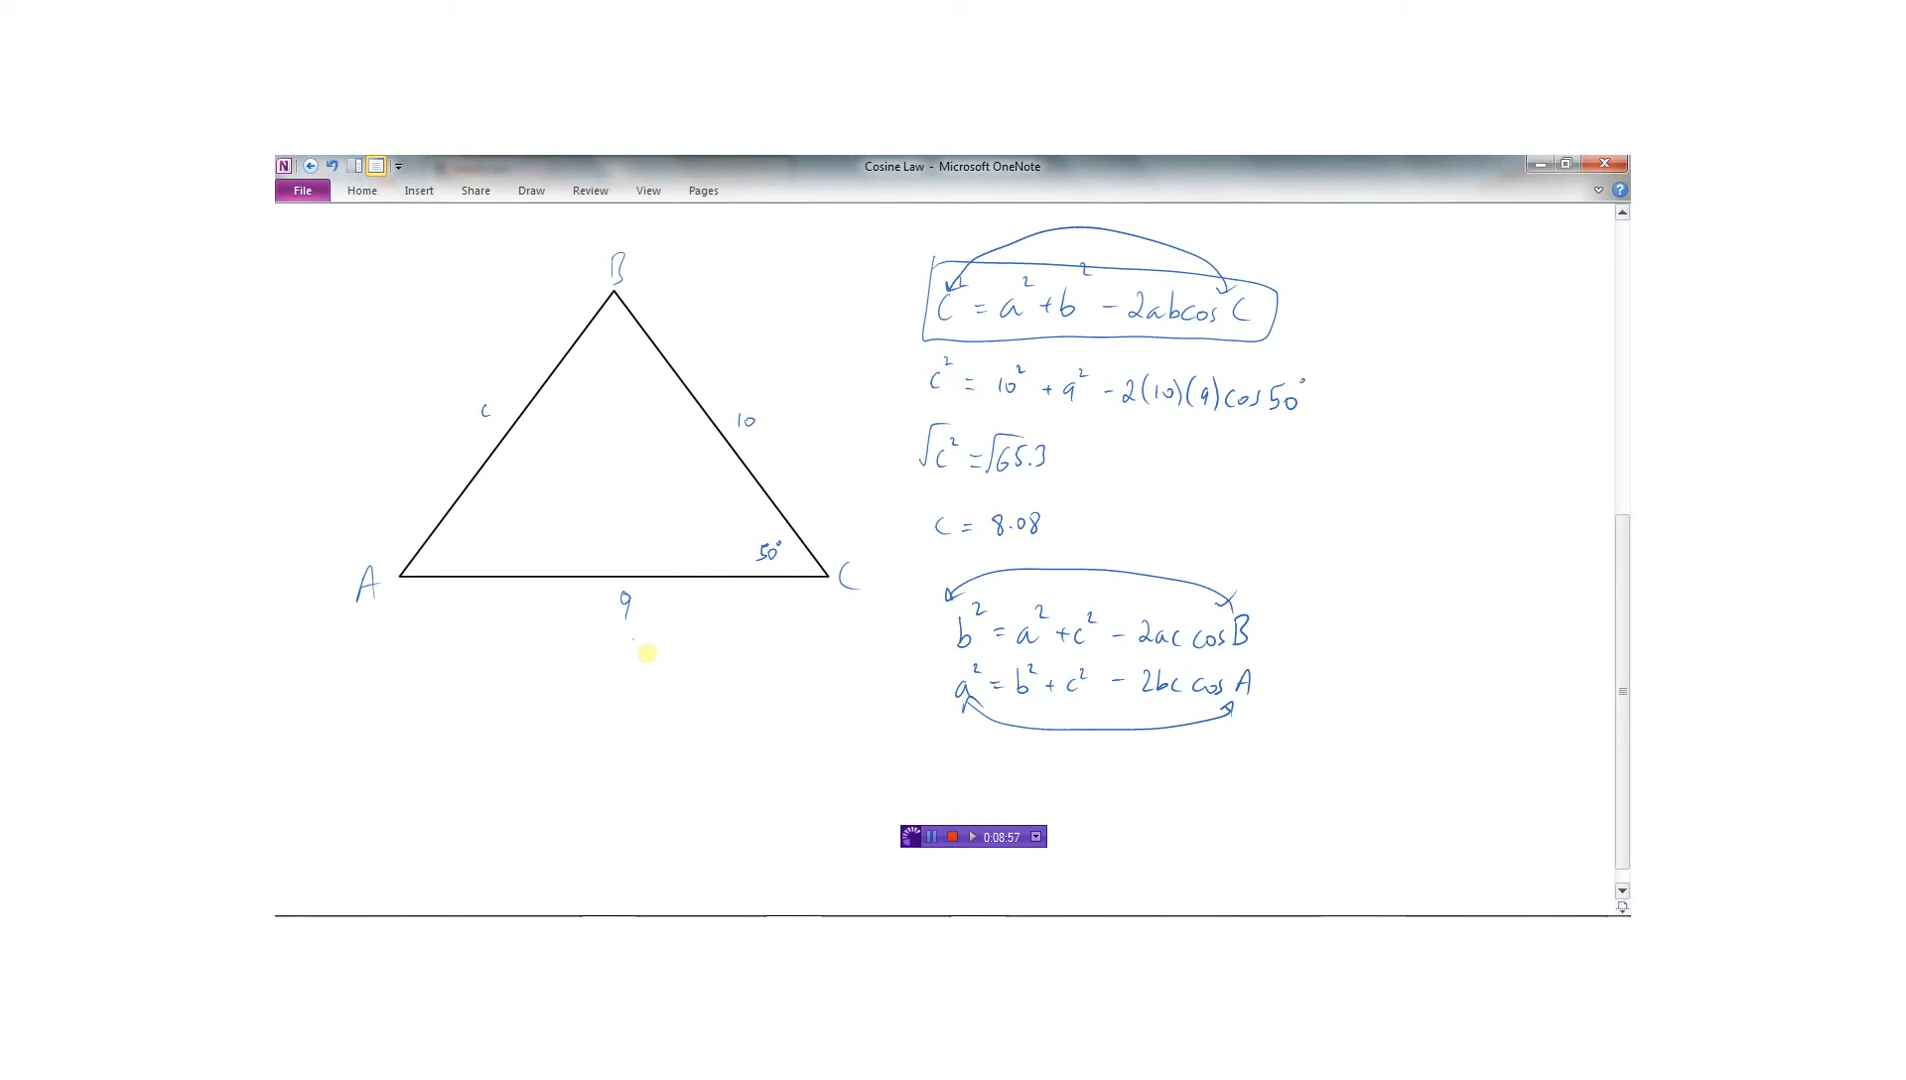 Cosine Law - Microsoft OneNote
File Home Insert Share Draw Review View Pages
B
c
10
50°
A
C
9
c² = a² + b² - 2abcos C
c² = 10² + 9² - 2(10)(9)cos 50°
√c² = √65.3
c = 8.08
b² = a² + c² - 2ac cos B
a² = b² + c² - 2bc cos A
0:08:57